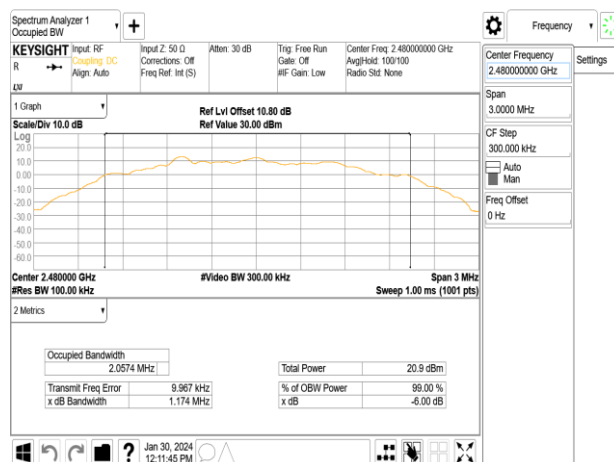 Spectrum Analyzer 1
Occupied BW
Frequency
KEYSIGHT
R
LXI
Input: RF
Coupling: DC
Align: Auto
Input Z: 50 Ω
Corrections: Off
Freq Ref: Int (S)
Atten: 30 dB
Trig: Free Run
Gate: Off
#IF Gain: Low
Center Freq: 2.480000000 GHz
Avg|Hold: 100/100
Radio Std: None
Center Frequency
2.480000000 GHz
Settings
Span
3.0000 MHz
CF Step
300.000 kHz
Auto
Man
Freq Offset
0 Hz
1 Graph
Scale/Div 10.0 dB
Ref Lvl Offset 10.80 dB
Ref Value 30.00 dBm
Log
20.0
10.0
0.00
-10.0
-20.0
-30.0
-40.0
-50.0
-60.0
Center 2.480000 GHz
#Res BW 100.00 kHz
#Video BW 300.00 kHz
Span 3 MHz
Sweep 1.00 ms (1001 pts)
2 Metrics
Occupied Bandwidth
2.0574 MHz
Transmit Freq Error 9.967 kHz
x dB Bandwidth 1.174 MHz
Total Power 20.9 dBm
% of OBW Power 99.00 %
x dB -6.00 dB
?
Jan 30, 2024
12:11:45 PM